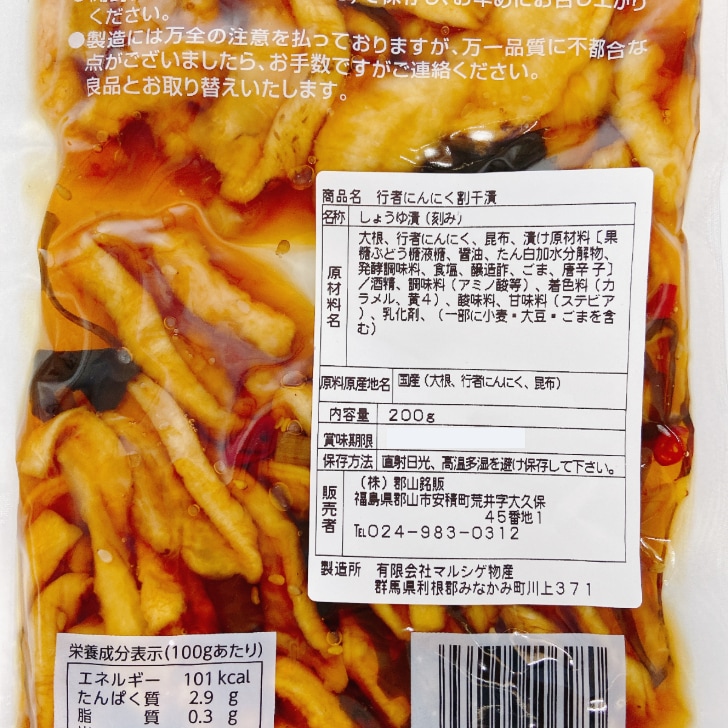 ください。
●製造には万全の注意を払っておりますが、万一品質に不都合な
点がございましたら、お手数ですがご連絡ください。
良品とお取り替えいたします。
商品名 行者にんにく割干漬
名称 しょうゆ漬(刻み)
原材料名
大根、行者にんにく、昆布、漬け原材料〔果
糖ぶどう糖液糖、醤油、たん白加水分解物、
発酵調味料、食塩、醸造酢、ごま、唐辛子〕
/酒精、調味料(アミノ酸等)、着色料(カ
ラメル、黄4)、酸味料、甘味料(ステビア
)、乳化剤、(一部に小麦・大豆・ごまを含
む)
原料原産地名 国産(大根、行者にんにく、昆布)
内容量 200g
賞味期限
保存方法 直射日光、高温多湿を避け保存して下さい。
販売者
(株)郡山銘販
福島県郡山市安積町荒井字大久保
45番地1
TEL024-983-0312
製造所 有限会社マルシゲ物産
群馬県利根郡みなかみ町川上371
栄養成分表示(100gあたり)
エネルギー 101kcal
たんぱく質 2.9 g
脂質 0.3 g